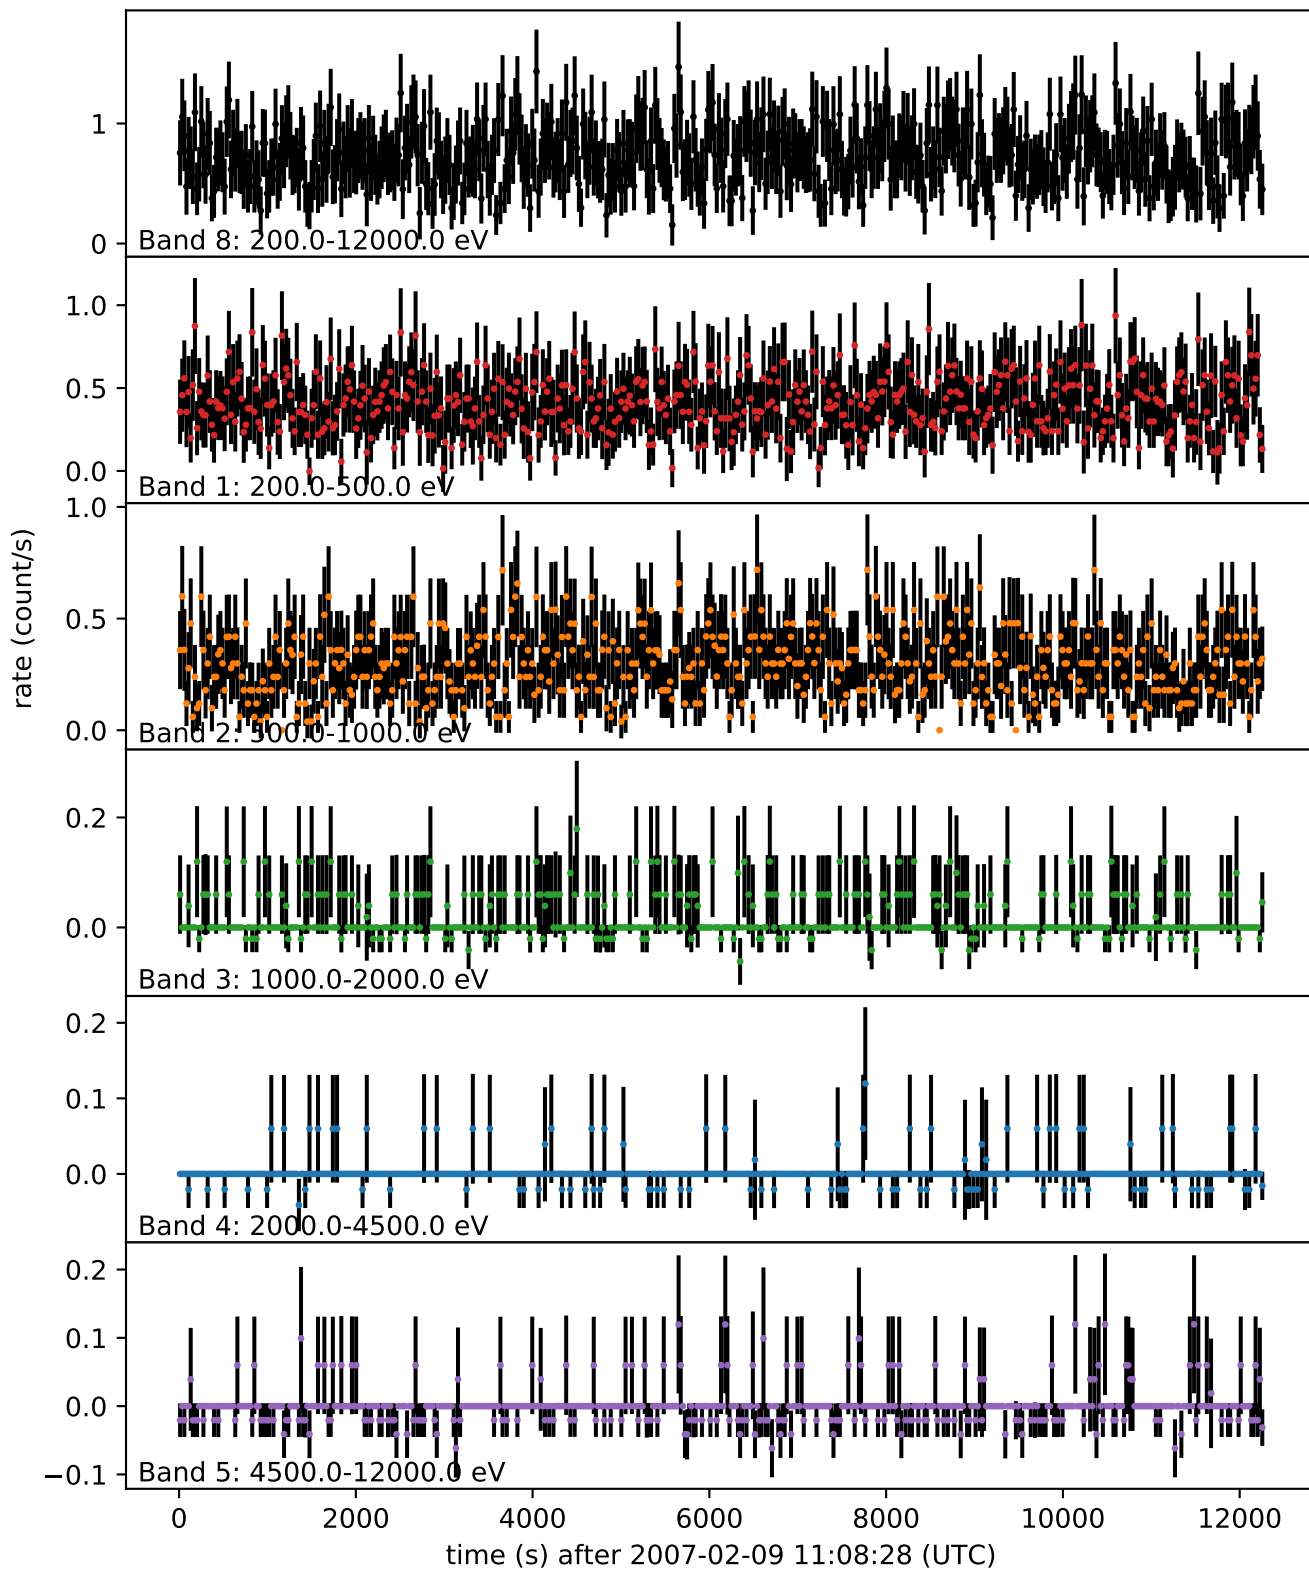 1
0
Band 8: 200.0-12000.0 eV
1.0
0.5
0.0
Band 1: 200.0-500.0 eV
1.0
0.5
0.0
Band 2: 500.0-1000.0 eV
rate (count/s)
0.2
0.0
Band 3: 1000.0-2000.0 eV
0.2
0.1
0.0
Band 4: 2000.0-4500.0 eV
0.2
0.1
0.0
−0.1
Band 5: 4500.0-12000.0 eV
0 2000 4000 6000 8000 10000 12000
time (s) after 2007-02-09 11:08:28 (UTC)